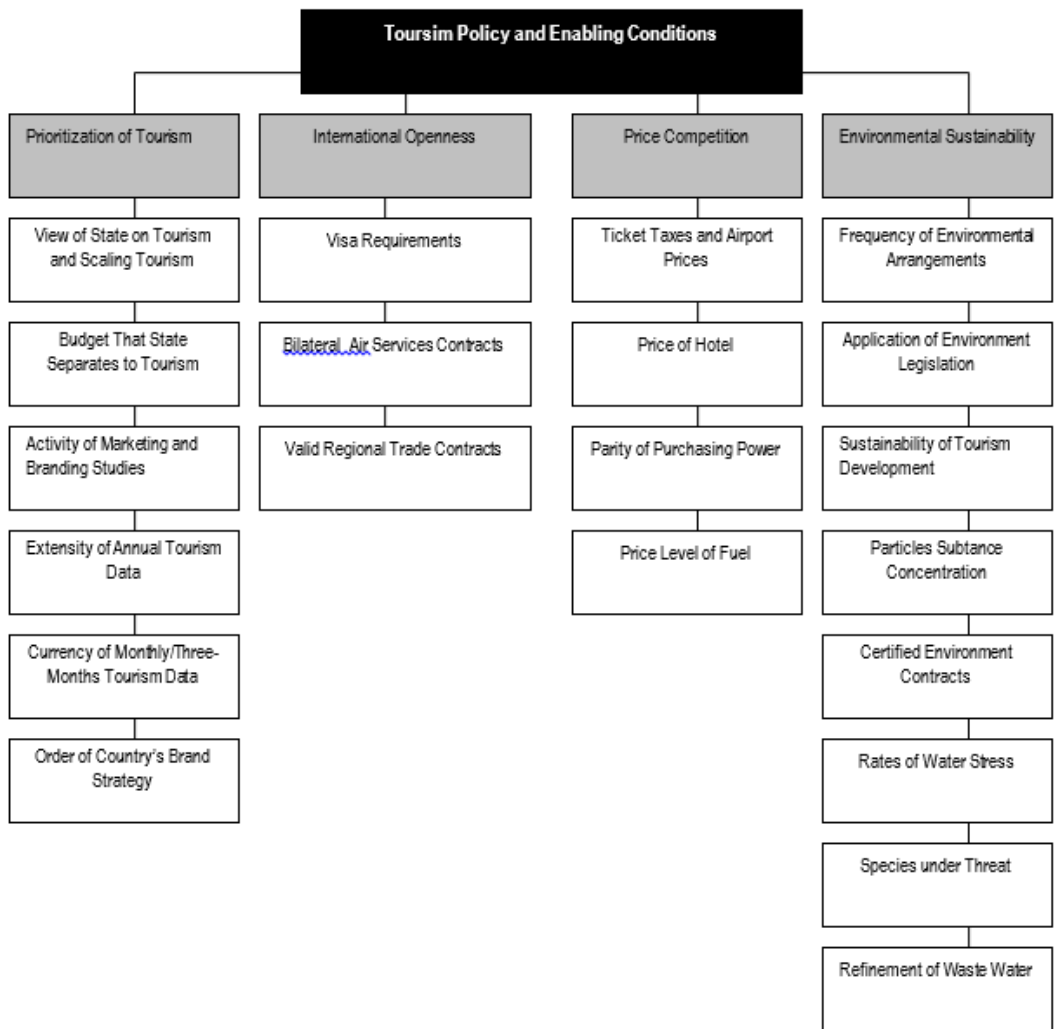 Toursim Policy and Enabling Conditions
Prioritization of Tourism
View of State on Tourism
and Scaling Tourism
Budget That State
Separates to Tourism
Activity of Marketing and
Branding Studies
Extensity of Annual Tourism
Data
Currency of Monthly/Three-
Months Tourism Data
Order of Country's Brand
Strategy
International Openness
Visa Requirements
Bilateral Air Services Contracts
Valid Regional Trade Contracts
Price Competition
Ticket Taxes and Airport
Prices
Price of Hotel
Parity of Purchasing Power
Price Level of Fuel
Environmental Sustainability
Frequency of Environmental
Arrangements
Application of Environment
Legislation
Sustainability of Tourism
Development
Particles Subtance
Concentration
Certified Environment
Contracts
Rates of Water Stress
Species under Threat
Refinement of Waste Water